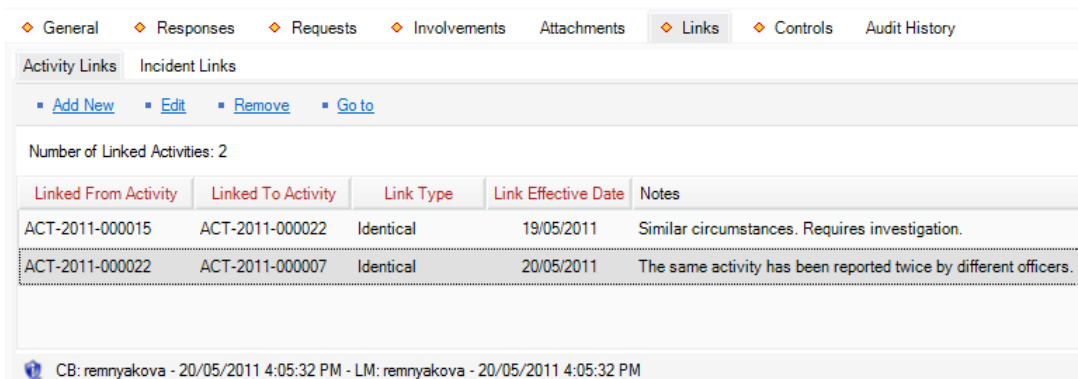 General Responses Requests Involvements Attachments Links Controls Audit History
Activity Links Incident Links
Add New Edit Remove Go to
Number of Linked Activities: 2
Linked From Activity Linked To Activity Link Type Link Effective Date Notes
ACT-2011-000015 ACT-2011-000022 Identical 19/05/2011 Similar circumstances. Requires investigation.
ACT-2011-000022 ACT-2011-000007 Identical 20/05/2011 The same activity has been reported twice by different officers.
CB: remnyakova - 20/05/2011 4:05:32 PM - LM: remnyakova - 20/05/2011 4:05:32 PM